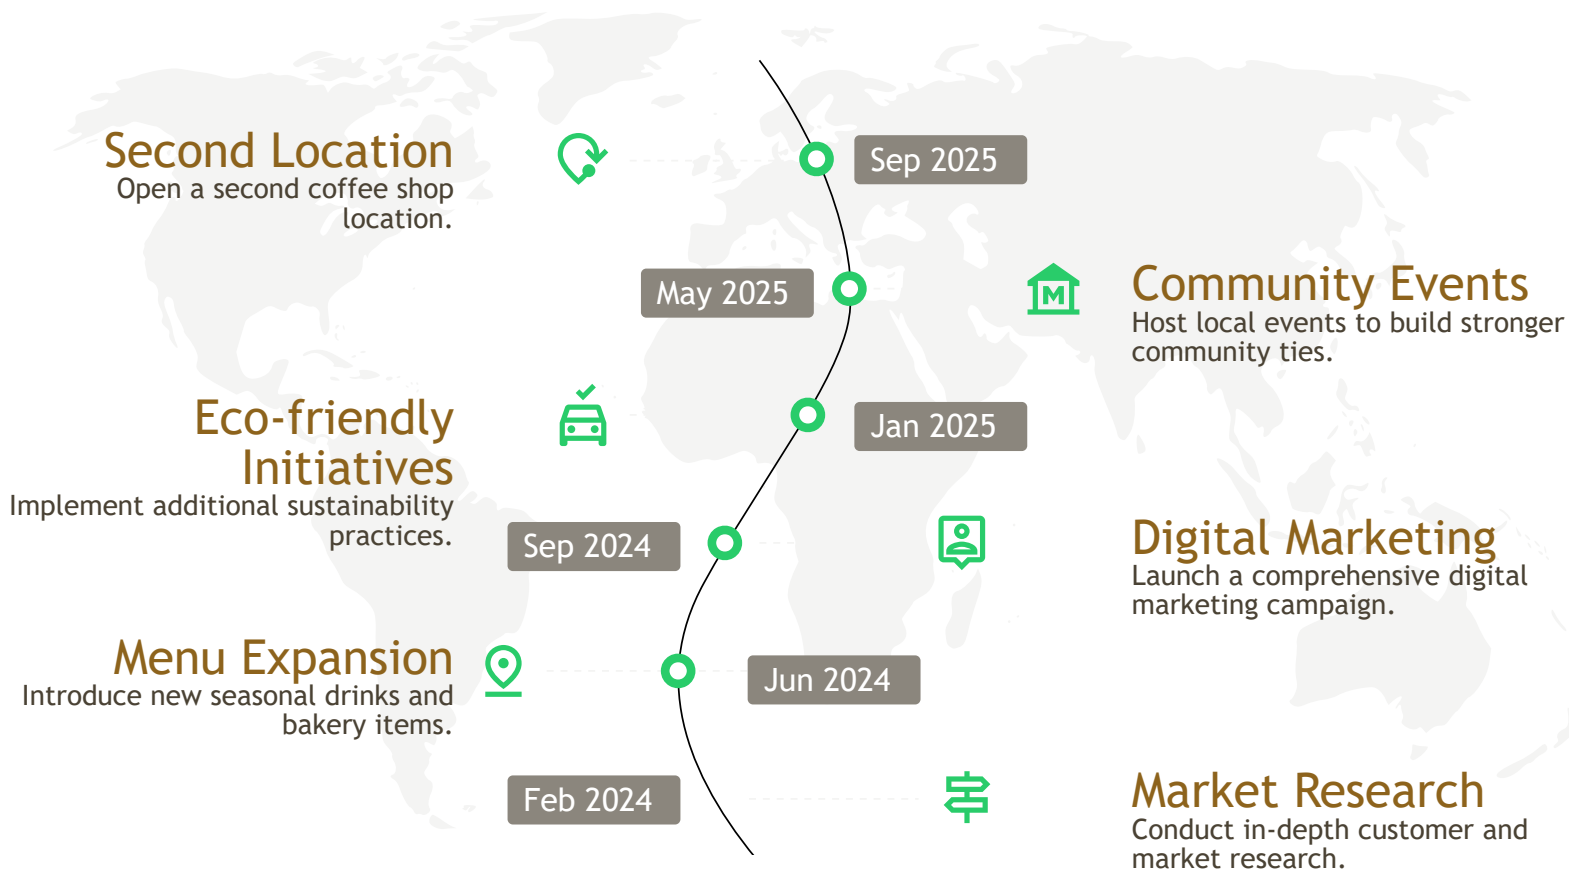 Second Location
Open a second coffee shop
location.
Sep 2025
May 2025
Community Events
Host local events to build stronger
community ties.
Eco-friendly
Initiatives
Implement additional sustainability
practices.
Jan 2025
Sep 2024
Digital Marketing
Launch a comprehensive digital
marketing campaign.
Menu Expansion
Introduce new seasonal drinks and
bakery items.
Jun 2024
Feb 2024
Market Research
Conduct in-depth customer and
market research.